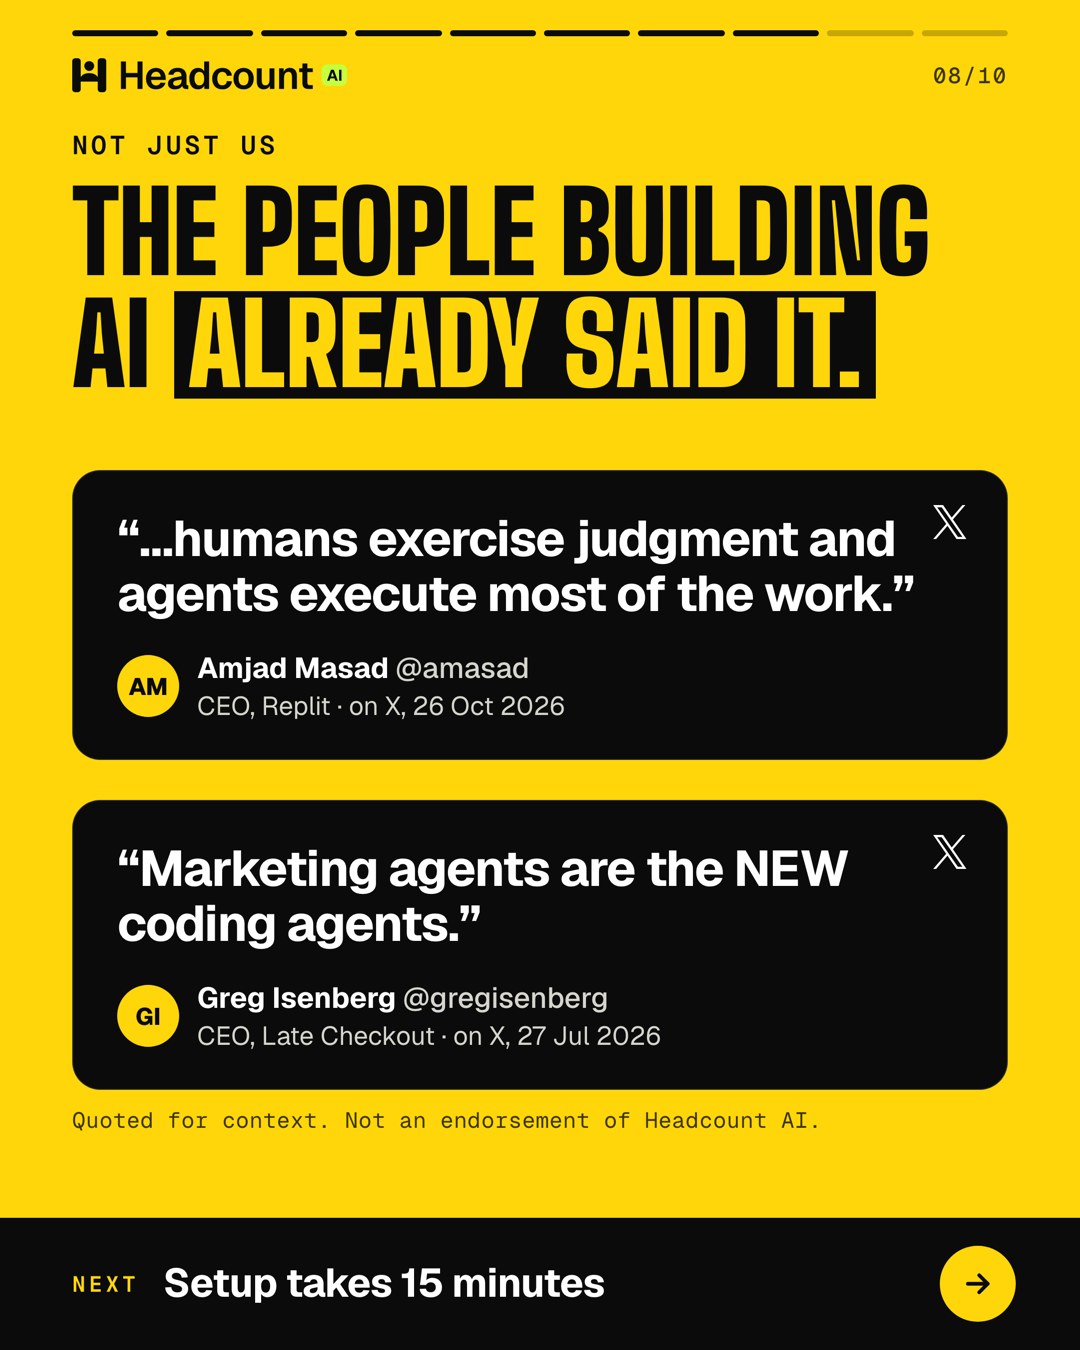 Headcount AI
08/10
NOT JUST US
THE PEOPLE BUILDING
AI ALREADY SAID IT.
“...humans exercise judgment and
agents execute most of the work.”
AM
Amjad Masad @amasad
CEO, Replit · on X, 26 Oct 2026
“Marketing agents are the NEW
coding agents.”
GI
Greg Isenberg @gregisenberg
CEO, Late Checkout · on X, 27 Jul 2026
Quoted for context. Not an endorsement of Headcount AI.
NEXT Setup takes 15 minutes